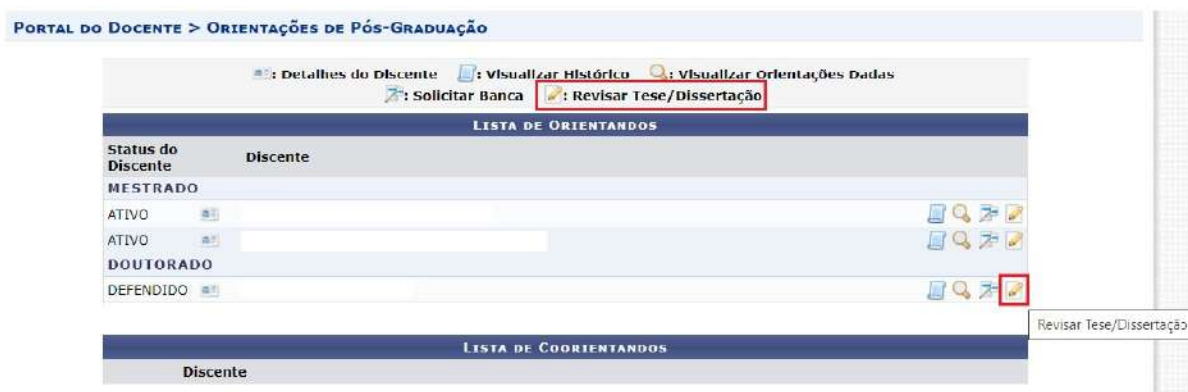 PORTAL DO DOCENTE > ORIENTAÇÕES DE PÓS-GRADUAÇÃO
: Detalhes do Discente : Visualizar Histórico : Visualizar Orientações Dadas
: Solicitar Banca : Revisar Tese/Dissertação
LISTA DE ORIENTANDOS
Status do
Discente
Discente
MESTRADO
ATIVO
ATIVO
DOUTORADO
DEFENDIDO
Revisar Tese/Dissertação
LISTA DE COORIENTANDOS
Discente